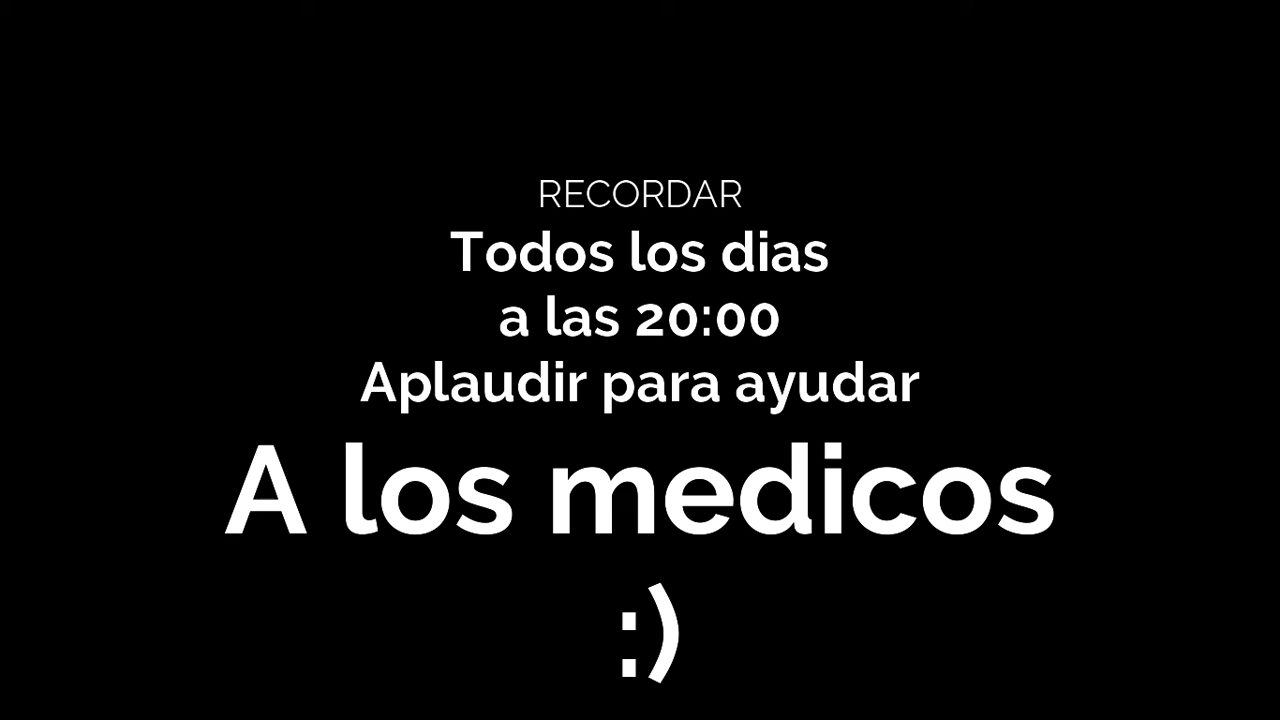 RECORDAR
Todos los dias
a las 20:00
Aplaudir para ayudar
A los medicos
:)